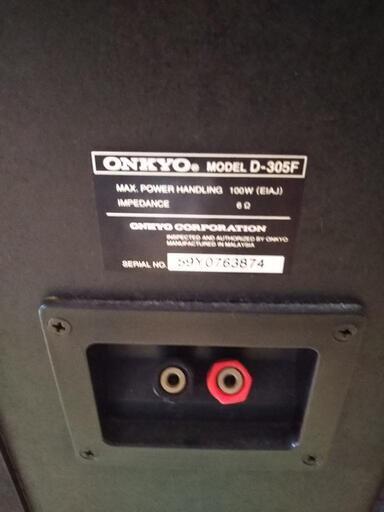 ONKYO® MODEL D-305F
MAX. POWER HANDLING 100W (EIAJ)
IMPEDANCE 6 Ω
ONKYO CORPORATION
INSPECTED AND AUTHORIZED BY ONKYO
MANUFACTURED IN MALAYSIA
SERIAL NO. 59Y0763874